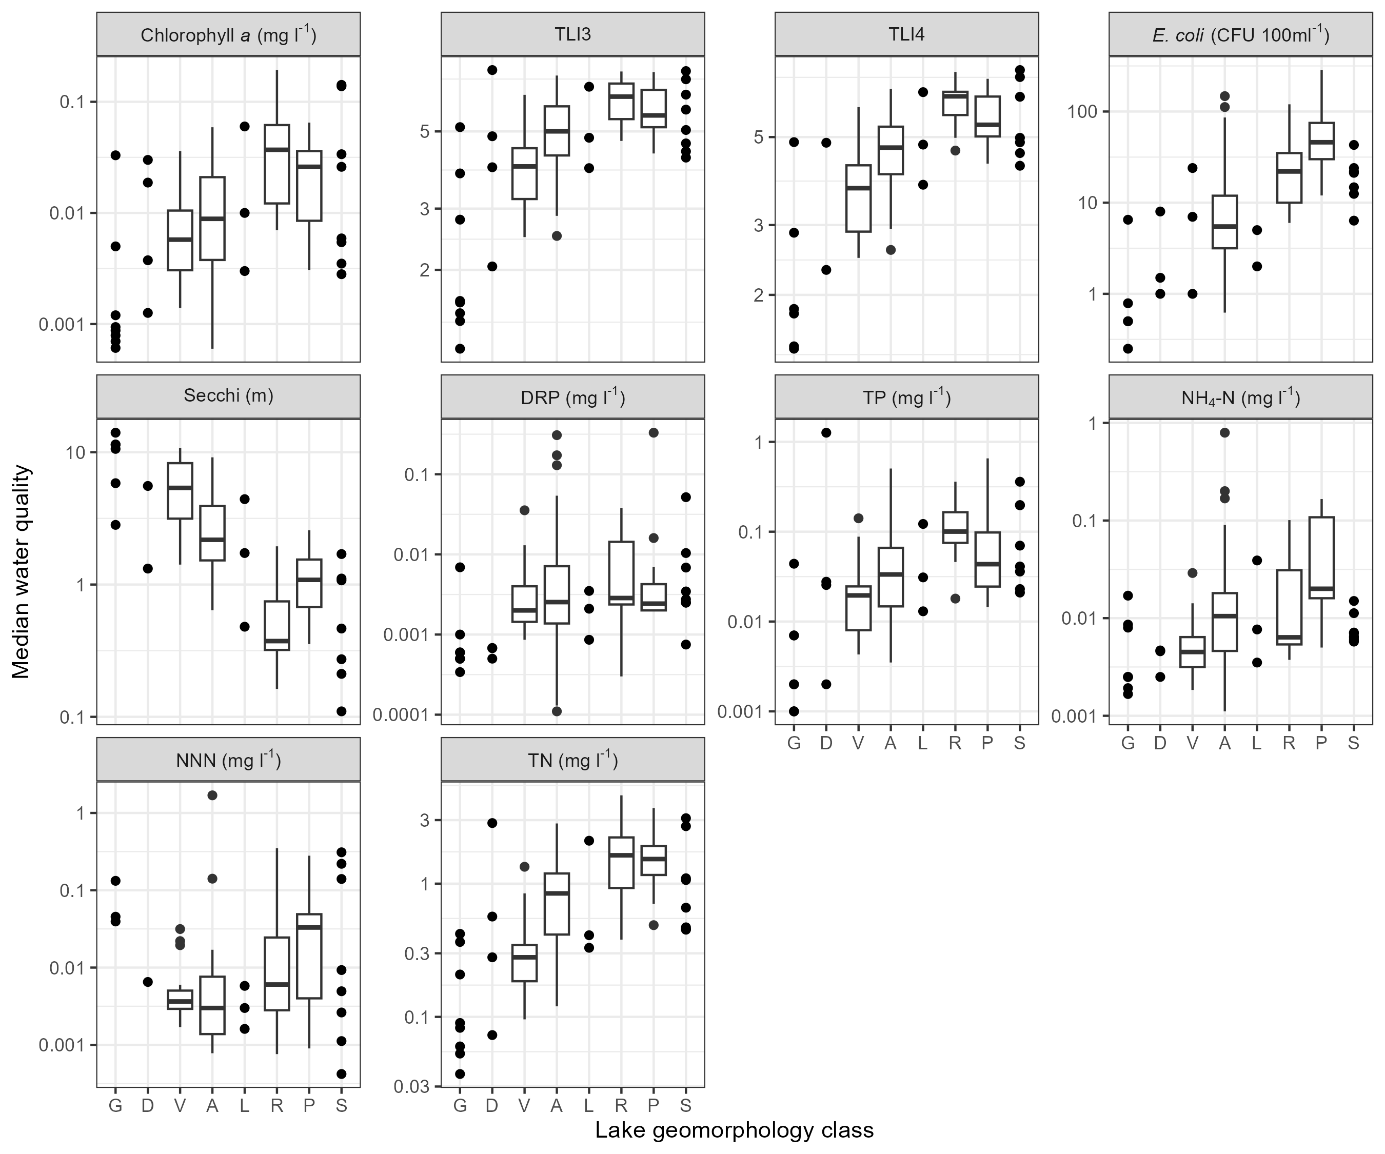 Chlorophyll a (mg l⁻¹)
TLI3
TLI4
E. coli (CFU 100ml⁻¹)
0.1
0.01
0.001
5
3
2
5
3
2
100
10
1
Secchi (m)
DRP (mg l⁻¹)
TP (mg l⁻¹)
NH₄-N (mg l⁻¹)
10
1
0.1
0.1
0.01
0.001
0.0001
1
0.1
0.01
0.001
1
0.1
0.01
0.001
G D V A L R P S
G D V A L R P S
NNN (mg l⁻¹)
TN (mg l⁻¹)
1
0.1
0.01
0.001
3
1
0.3
0.1
0.03
G D V A L R P S
G D V A L R P S
Median water quality
Lake geomorphology class